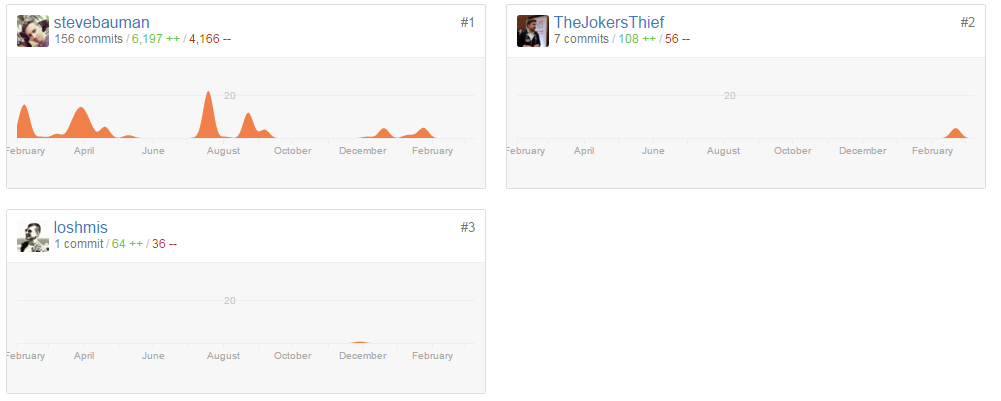 stevebauman #1
156 commits / 6,197 ++ / 4,166 --
20
February April June August October December February
TheJokersThief #2
7 commits / 108 ++ / 56 --
20
February April June August October December February
loshmis #3
1 commit / 64 ++ / 36 --
20
February April June August October December February